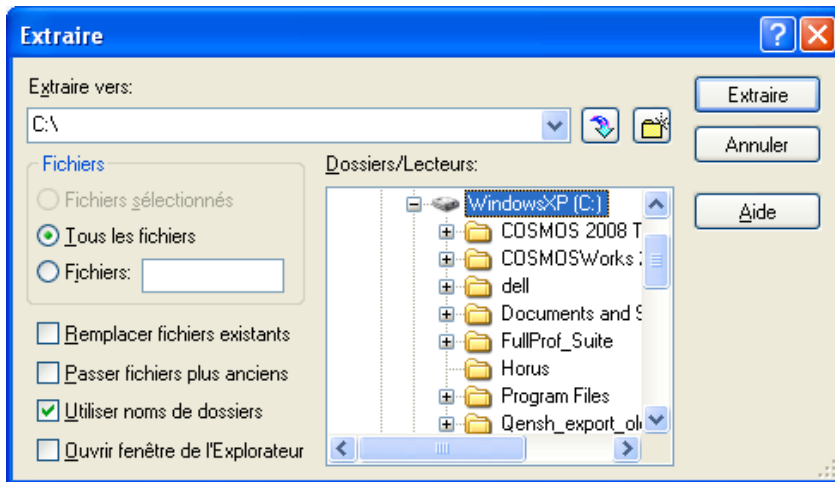 Extraire
Extraire vers:
C:\
Extraire
Annuler
Aide
Fichiers
Fichiers sélectionnés
Tous les fichiers
Fichiers:
Remplacer fichiers existants
Passer fichiers plus anciens
Utiliser noms de dossiers
Ouvrir fenêtre de l'Explorateur
Dossiers/Lecteurs:
WindowsXP (C:)
COSMOS 2008 T
COSMOSWorks
dell
Documents and
FullProf_Suite
Horus
Program Files
Qensh_export_ol